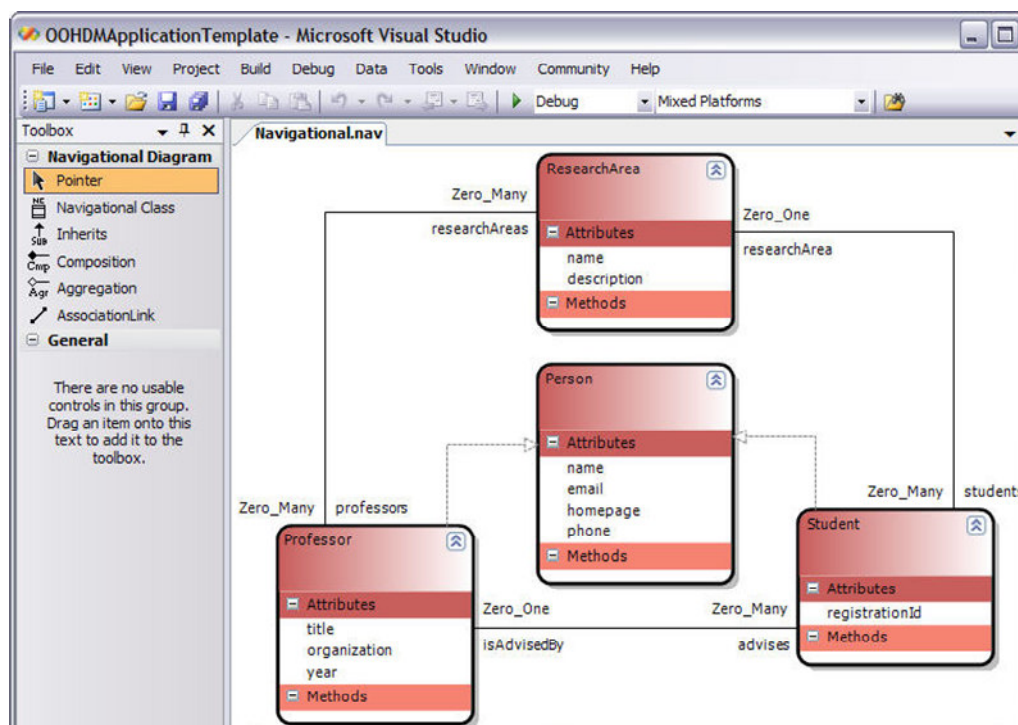 OOHDMApplicationTemplate - Microsoft Visual Studio
File Edit View Project Build Debug Data Tools Window Community Help
Debug Mixed Platforms
Toolbox
Navigational Diagram
Pointer
NC Navigational Class
SUB Inherits
Cmp Composition
Agr Aggregation
AssociationLink
General
There are no usable
controls in this group.
Drag an item onto this
text to add it to the
toolbox.
Navigational.nav
ResearchArea
Attributes
name
description
Methods
Zero_Many
researchAreas
Zero_One
researchArea
Person
Attributes
name
email
homepage
phone
Methods
Zero_Many professors
Zero_Many students
Professor
Attributes
title
organization
year
Methods
Zero_One
isAdvisedBy
Zero_Many
advises
Student
Attributes
registrationId
Methods